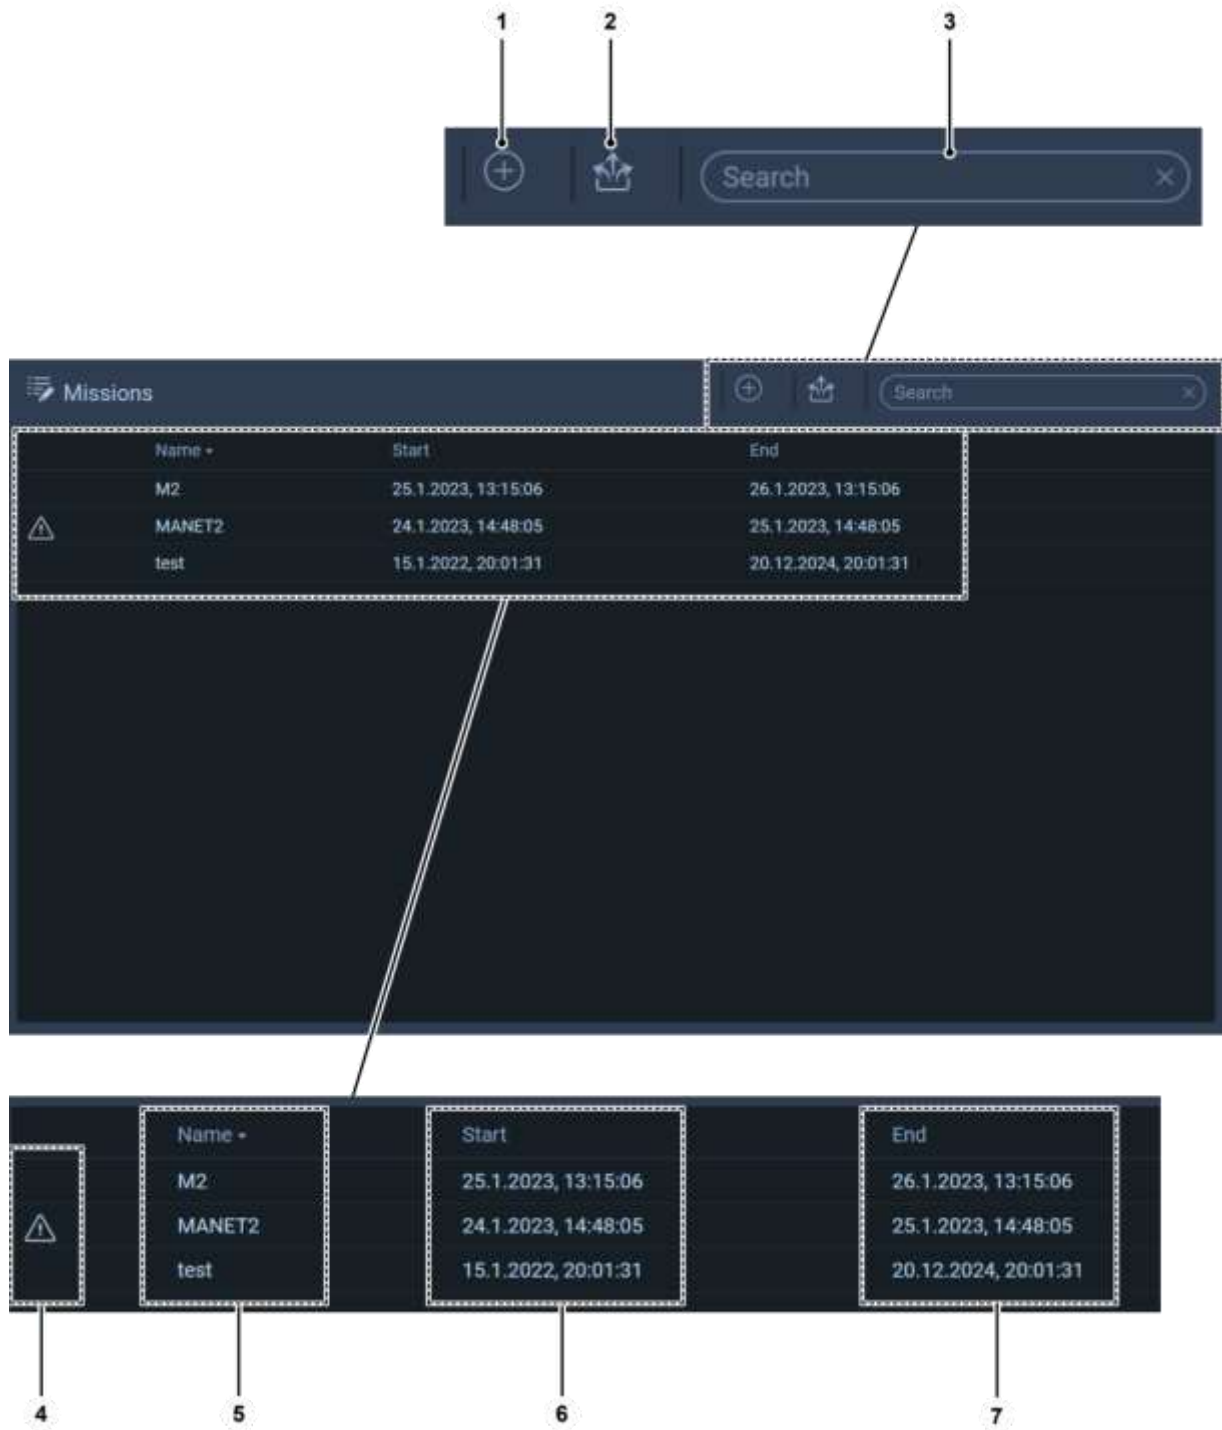 1 2 3
Search
Missions
Search
Name Start End
M2 25.1.2023, 13:15:06 26.1.2023, 13:15:06
MANET2 24.1.2023, 14:48:05 25.1.2023, 14:48:05
test 15.1.2022, 20:01:31 20.12.2024, 20:01:31
Name Start End
M2 25.1.2023, 13:15:06 26.1.2023, 13:15:06
MANET2 24.1.2023, 14:48:05 25.1.2023, 14:48:05
test 15.1.2022, 20:01:31 20.12.2024, 20:01:31
4 5 6 7